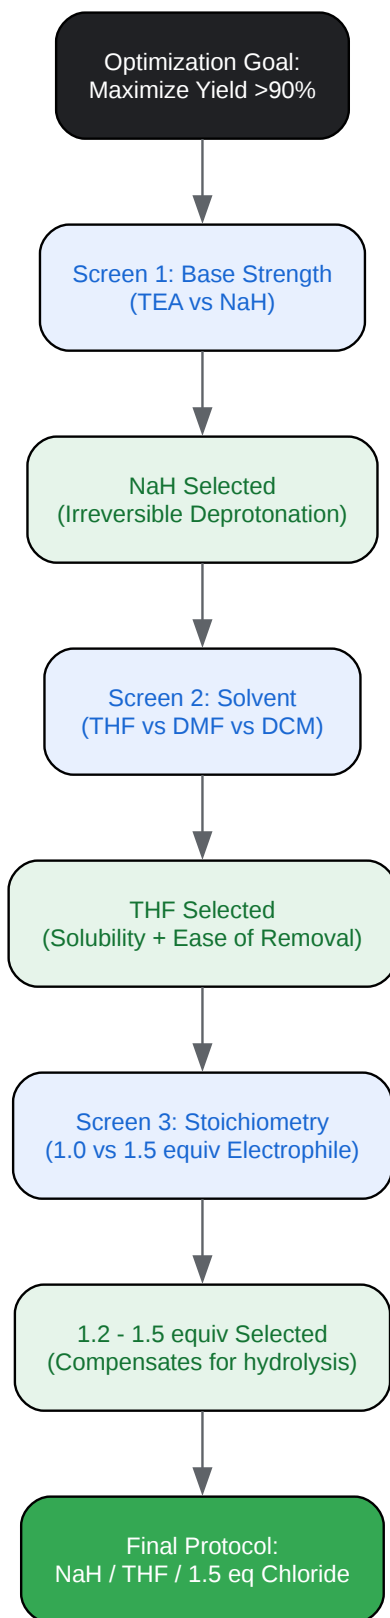 Optimization Goal:
Maximize Yield >90%
Screen 1: Base Strength
(TEA vs NaH)
NaH Selected
(Irreversible Deprotonation)
Screen 2: Solvent
(THF vs DMF vs DCM)
THF Selected
(Solubility + Ease of Removal)
Screen 3: Stoichiometry
(1.0 vs 1.5 equiv Electrophile)
1.2 - 1.5 equiv Selected
(Compensates for hydrolysis)
Final Protocol:
NaH / THF / 1.5 eq Chloride